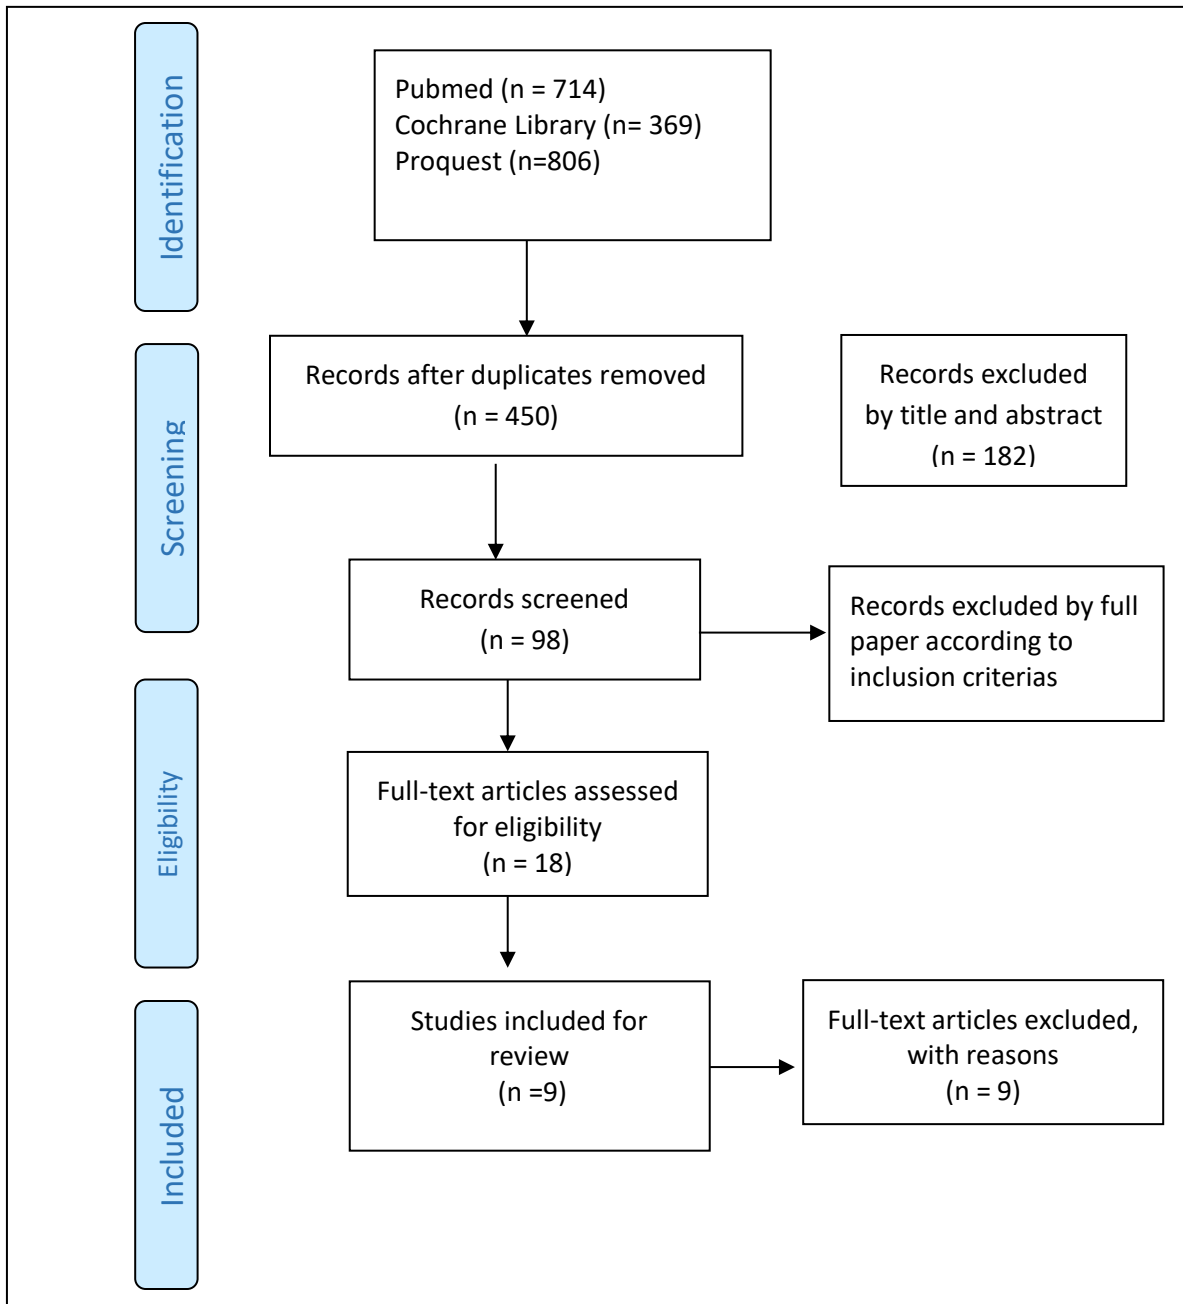 Identification
Pubmed (n = 714)
Cochrane Library (n= 369)
Proquest (n=806)
Screening
Records after duplicates removed
(n = 450)
Records excluded
by title and abstract
(n = 182)
Records screened
(n = 98)
Records excluded by full
paper according to
inclusion criterias
Eligibility
Full-text articles assessed
for eligibility
(n = 18)
Included
Studies included for
review
(n =9)
Full-text articles excluded,
with reasons
(n = 9)